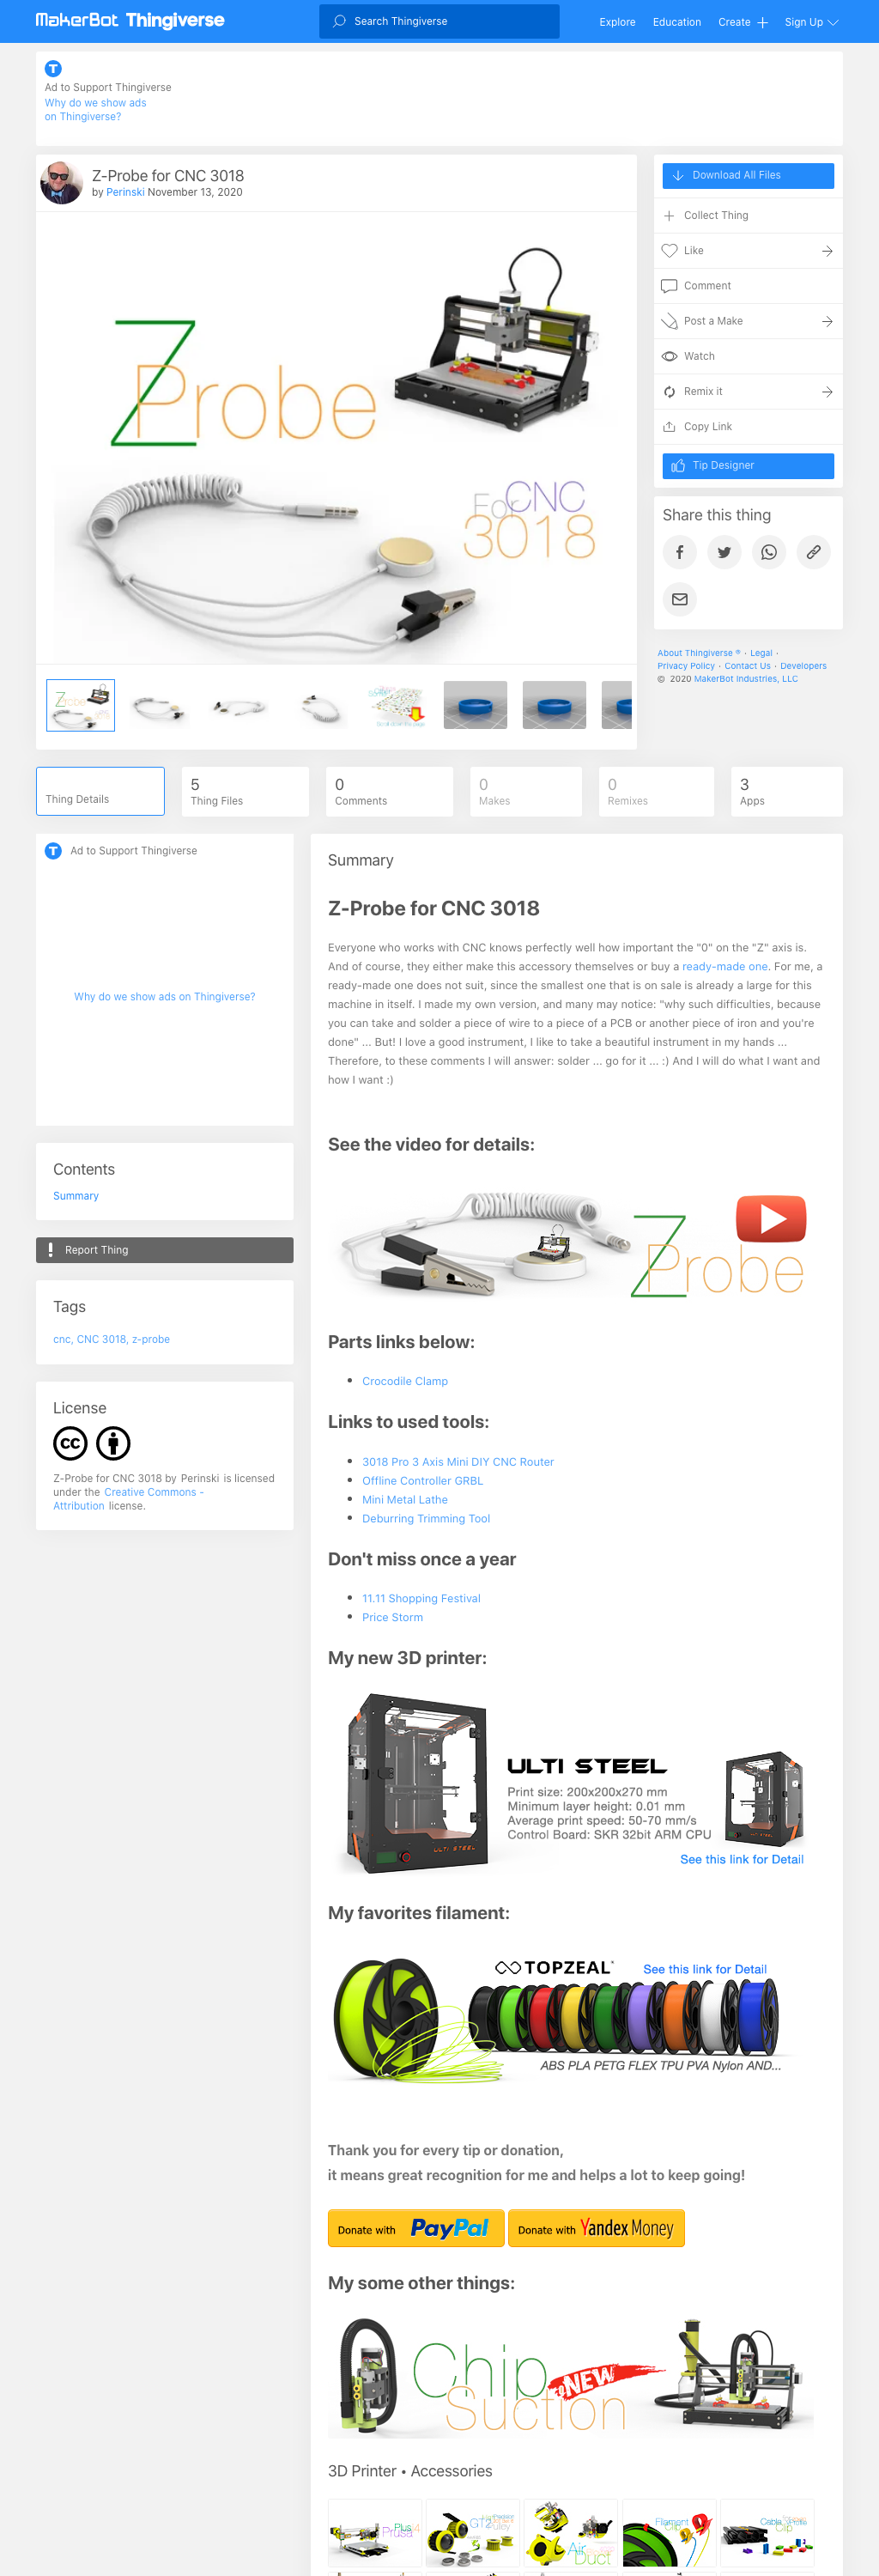 MakerBot Thingiverse
Search Thingiverse
Explore
Education
Create
Sign Up
Ad to Support Thingiverse
Why do we show ads
on Thingiverse?
Z-Probe for CNC 3018
by Perinski November 13, 2020
Z Probe
For CNC
3018
Download All Files
Collect Thing
Like
Comment
Post a Make
Watch
Remix it
Copy Link
Tip Designer
Share this thing
About Thingiverse ® · Legal ·
Privacy Policy · Contact Us · Developers
© 2020 MakerBot Industries, LLC
Thing Details
5
Thing Files
0
Comments
0
Makes
0
Remixes
3
Apps
Ad to Support Thingiverse
Why do we show ads on Thingiverse?
Contents
Summary
Report Thing
Tags
cnc, CNC 3018, z-probe
License
Z-Probe for CNC 3018 by Perinski is licensed
under the Creative Commons -
Attribution license.
Summary
Z-Probe for CNC 3018
Everyone who works with CNC knows perfectly well how important the "0" on the "Z" axis is.
And of course, they either make this accessory themselves or buy a ready-made one. For me, a
ready-made one does not suit, since the smallest one that is on sale is already a large for this
machine in itself. I made my own version, and many may notice: "why such difficulties, because
you can take and solder a piece of wire to a piece of a PCB or another piece of iron and you're
done" ... But! I love a good instrument, I like to take a beautiful instrument in my hands ...
Therefore, to these comments I will answer: solder ... go for it ... :) And I will do what I want and
how I want :)
See the video for details:
Z Probe
Parts links below:
Crocodile Clamp
Links to used tools:
3018 Pro 3 Axis Mini DIY CNC Router
Offline Controller GRBL
Mini Metal Lathe
Deburring Trimming Tool
Don't miss once a year
11.11 Shopping Festival
Price Storm
My new 3D printer:
ULTI STEEL
Print size: 200x200x270 mm
Minimum layer height: 0.01 mm
Average print speed: 50-70 mm/s
Control Board: SKR 32bit ARM CPU
See this link for Detail
ULTI STEEL
My favorites filament:
TOPZEAL
See this link for Detail
ABS PLA PETG FLEX TPU PVA Nylon AND...
Thank you for every tip or donation,
it means great recognition for me and helps a lot to keep going!
Donate with PayPal
Donate with Yandex Money
My some other things:
Chip
Suction
NEW
3D Printer • Accessories
Plus
Prusa
GT2
Air
Duct
Filament
Clip
Cable
Clip